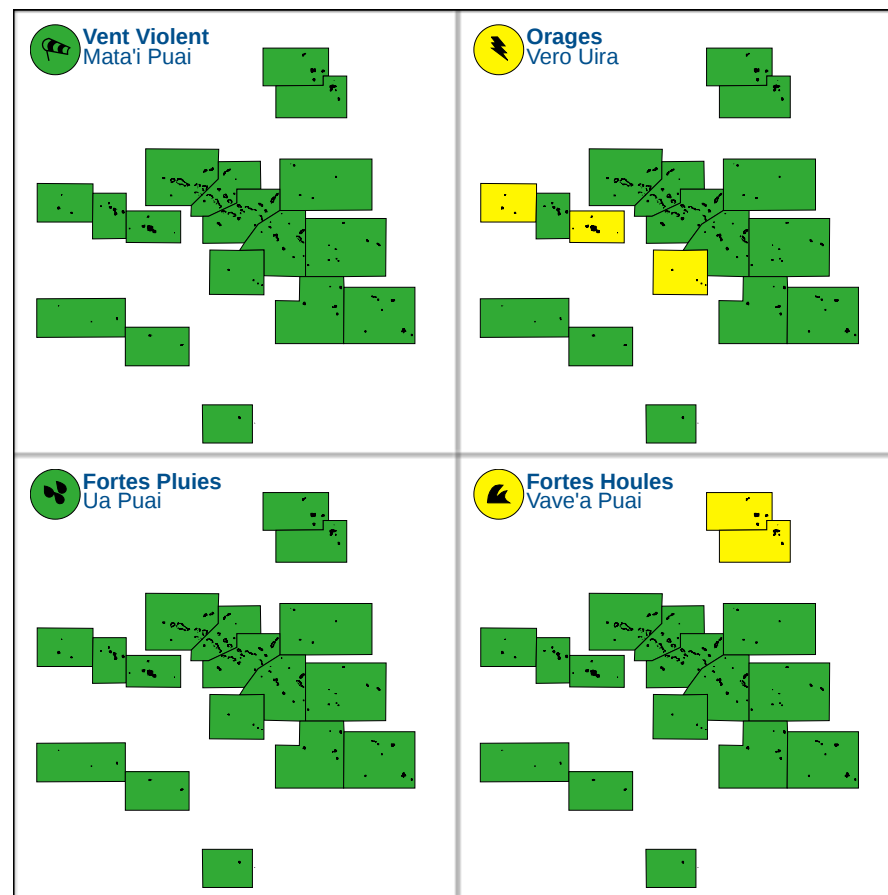 Vent Violent
Mata'i Puai
Orages
Vero Uira
Fortes Pluies
Ua Puai
Fortes Houles
Vave'a Puai